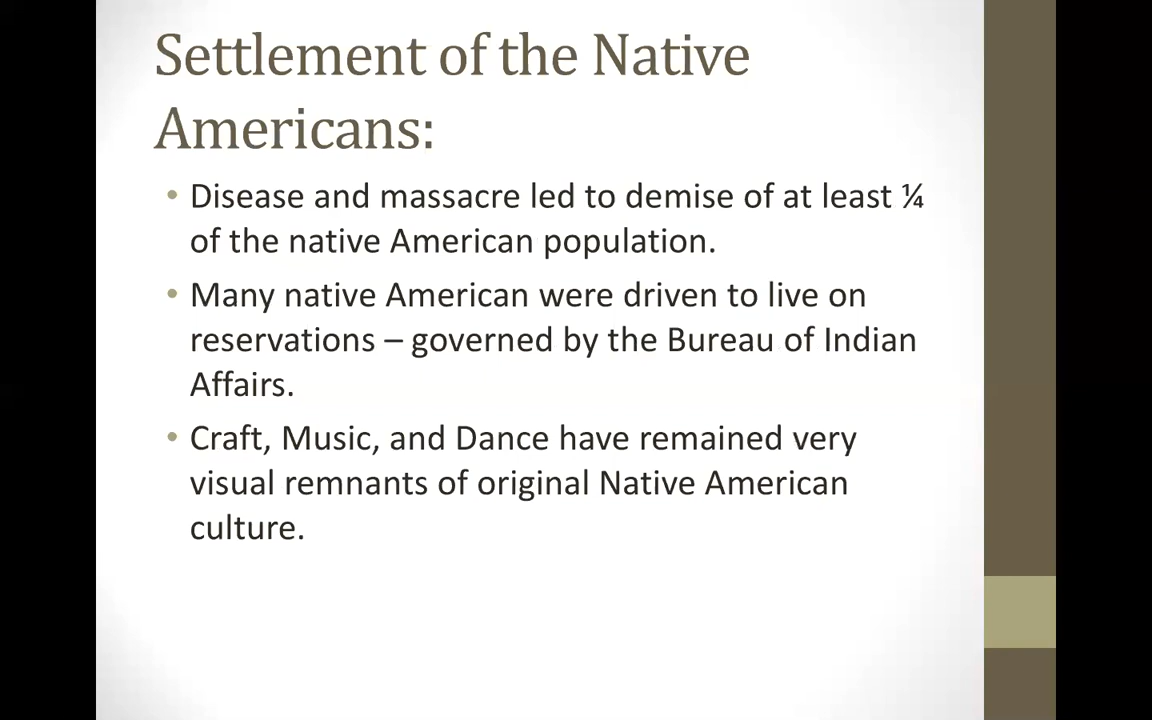 Settlement of the Native
Americans:
• Disease and massacre led to demise of at least ¼
of the native American population.
• Many native American were driven to live on
reservations – governed by the Bureau of Indian
Affairs.
• Craft, Music, and Dance have remained very
visual remnants of original Native American
culture.